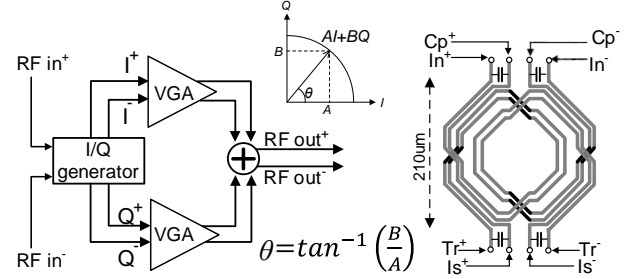 RF in+
RF in-
I/Q
generator
I+
I-
Q+
Q-
VGA
VGA
RF out+
RF out-
Q
B
AI+BQ
θ
A
I
θ=tan⁻¹(B/A)
Cp+
Cp-
In+
In-
210um
Tr+
Tr-
Is+
Is-